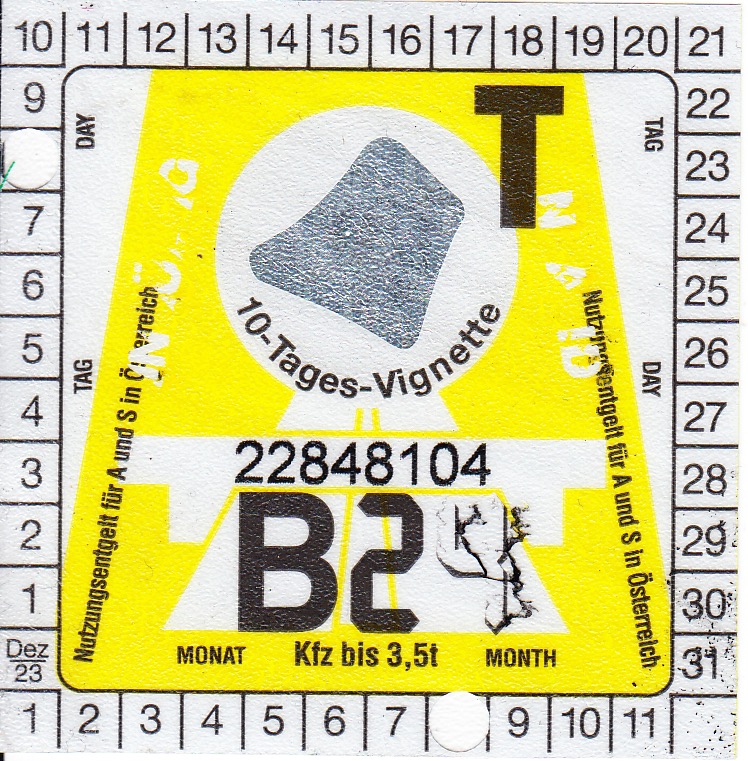 10 11 12 13 14 15 16 17 18 19 20 21
9
7
6
5
4
3
2
1
Dez
23
DAY
TAG
T
TAG
DAY
10-Tages-Vignette
Nutzungsentgelt für A und S in Österreich
Nutzungsentgelt für A und S in Österreich
22848104
B2
MONAT Kfz bis 3,5t MONTH
22
23
24
25
26
27
28
29
30
31
1 2 3 4 5 6 7 9 10 11